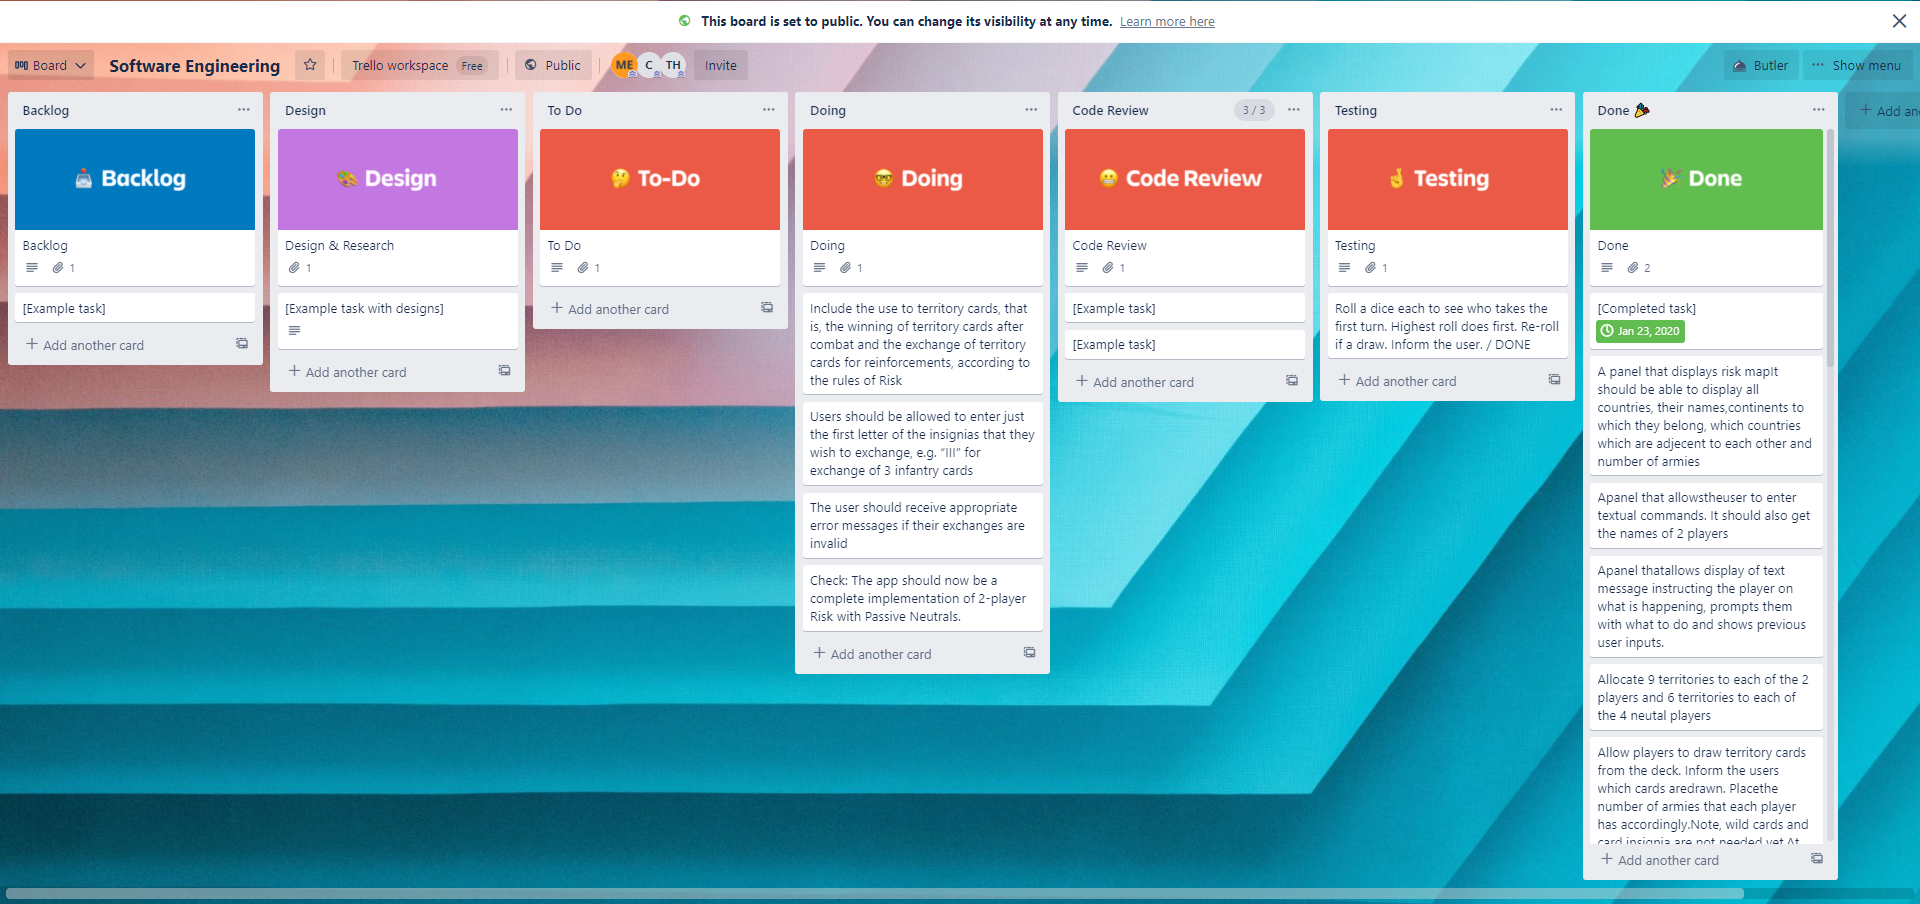 This board is set to public. You can change its visibility at any time. Learn more here
Board
Software Engineering
Trello workspace Free
Public
ME C TH
Invite
Butler
Show menu
Backlog
Backlog
Backlog
1
[Example task]
Add another card
Design
Design
Design & Research
1
[Example task with designs]
Add another card
To Do
To-Do
To Do
1
Add another card
Doing
Doing
Doing
1
Include the use to territory cards, that
is, the winning of territory cards after
combat and the exchange of territory
cards for reinforcements, according to
the rules of Risk
Users should be allowed to enter just
the first letter of the insignias that they
wish to exchange, e.g. “III” for
exchange of 3 infantry cards
The user should receive appropriate
error messages if their exchanges are
invalid
Check: The app should now be a
complete implementation of 2-player
Risk with Passive Neutrals.
Add another card
Code Review 3 / 3
Code Review
Code Review
1
[Example task]
[Example task]
Add another card
Testing
Testing
Testing
1
Roll a dice each to see who takes the
first turn. Highest roll does first. Re-roll
if a draw. Inform the user. / DONE
Add another card
Done
Done
Done
2
[Completed task]
Jan 23, 2020
A panel that displays risk mapIt
should be able to display all
countries, their names,continents to
which they belong, which countries
which are adjecent to each other and
number of armies
Apanel that allowstheuser to enter
textual commands. It should also get
the names of 2 players
Apanel thatallows display of text
message instructing the player on
what is happening, prompts them
with what to do and shows previous
user inputs.
Allocate 9 territories to each of the 2
players and 6 territories to each of
the 4 neutal players
Allow players to draw territory cards
from the deck. Inform the users
which cards aredrawn. Placethe
number of armies that each player
has accordingly.Note, wild cards and
card insignia are not needed yet.At
Add another card
Add an